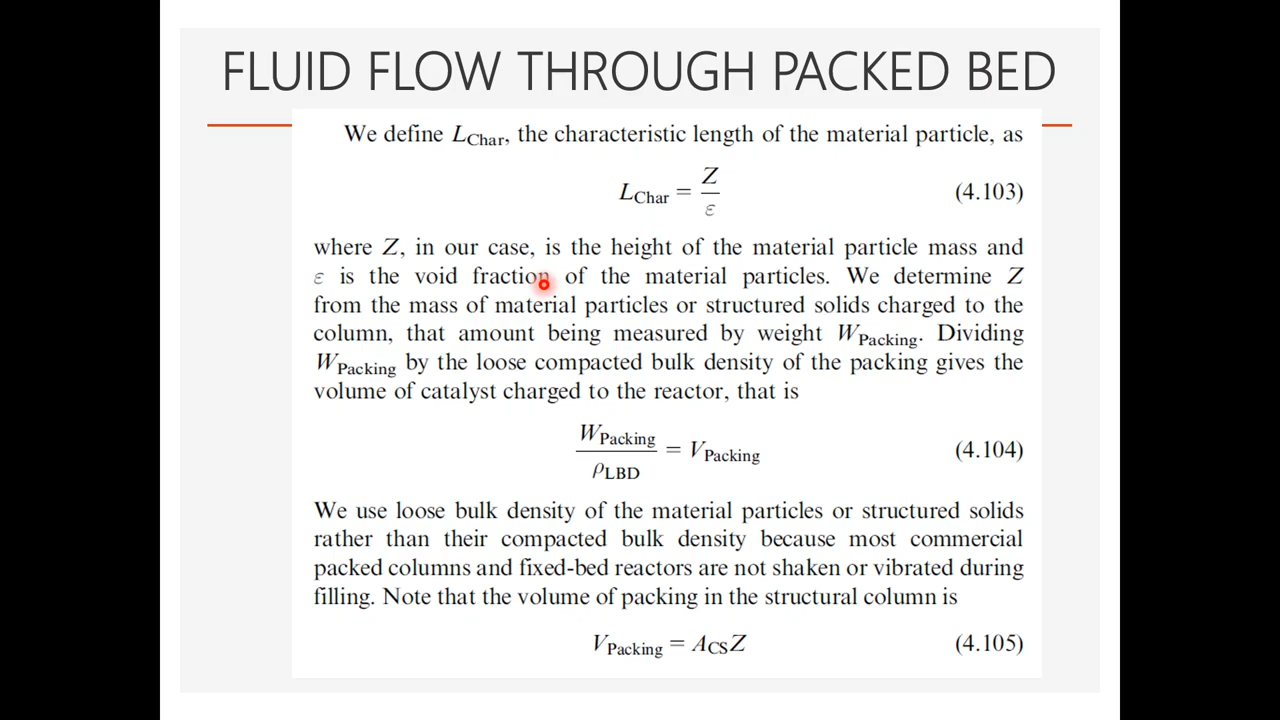 FLUID FLOW THROUGH PACKED BED
We define L_Char, the characteristic length of the material particle, as
L_Char = Z/ε (4.103)
where Z, in our case, is the height of the material particle mass and
ε is the void fraction of the material particles. We determine Z
from the mass of material particles or structured solids charged to the
column, that amount being measured by weight W_Packing. Dividing
W_Packing by the loose compacted bulk density of the packing gives the
volume of catalyst charged to the reactor, that is
W_Packing/ρ_LBD = V_Packing (4.104)
We use loose bulk density of the material particles or structured solids
rather than their compacted bulk density because most commercial
packed columns and fixed-bed reactors are not shaken or vibrated during
filling. Note that the volume of packing in the structural column is
V_Packing = A_CS Z (4.105)